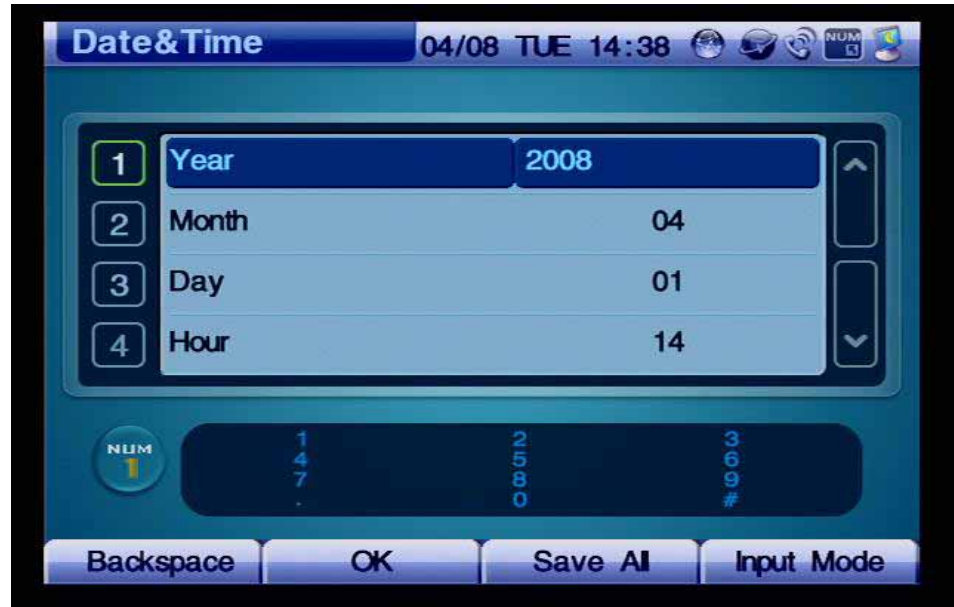 Date&Time 04/08 TUE 14:38 NUM
1 Year 2008
2 Month 04
3 Day 01
4 Hour 14
NUM
1
1 2 3
4 5 6
7 8 9
. 0 #
Backspace OK Save All Input Mode